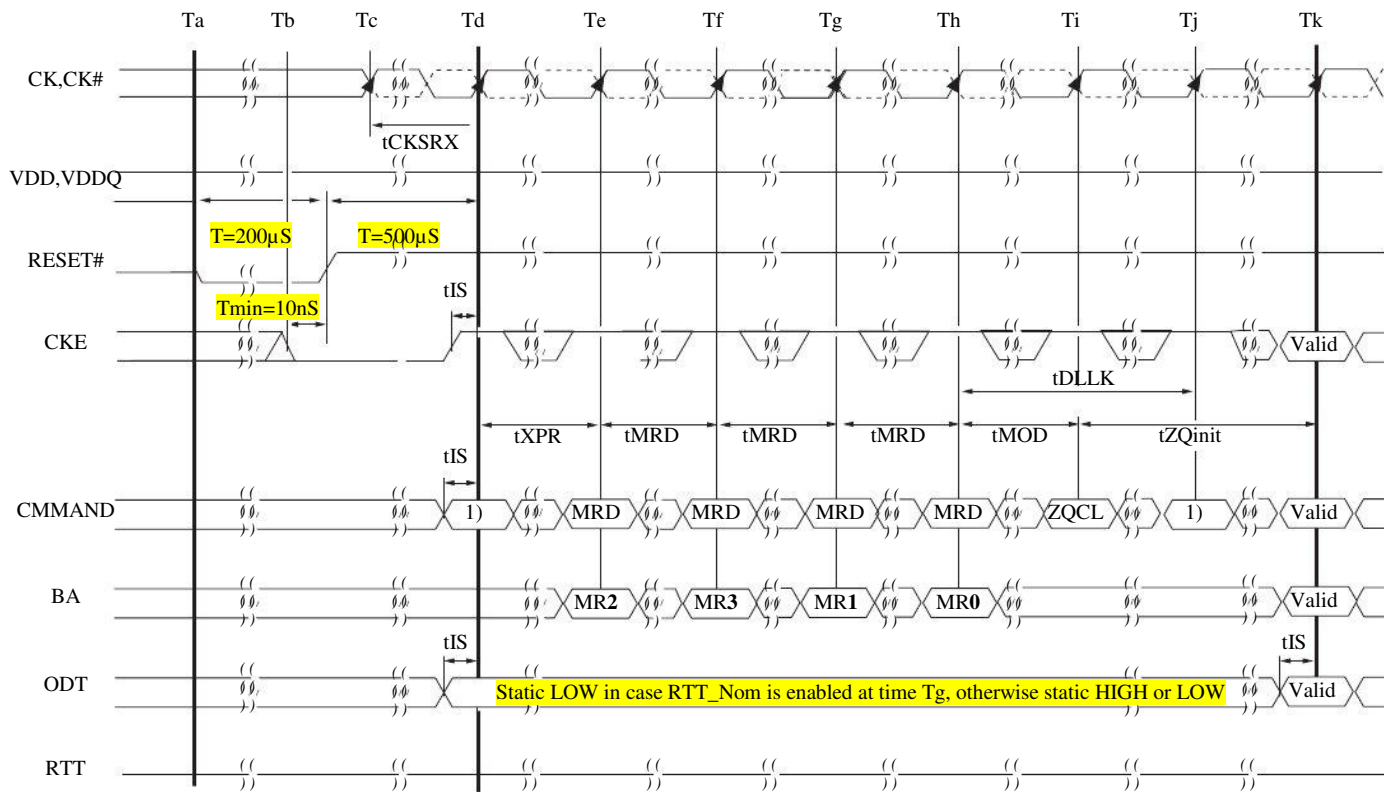 Ta Tb Tc Td Te Tf Tg Th Ti Tj Tk
CK,CK#
tCKSRX
VDD,VDDQ
T=200µS T=500µS
RESET#
Tmin=10nS tIS
CKE Valid
tDLLK
tXPR tMRD tMRD tMRD tMOD tZQinit
tIS
CMMAND 1) MRD MRD MRD MRD ZQCL 1) Valid
BA MR2 MR3 MR1 MR0 Valid
tIS tIS
ODT Static LOW in case RTT_Nom is enabled at time Tg, otherwise static HIGH or LOW Valid
RTT